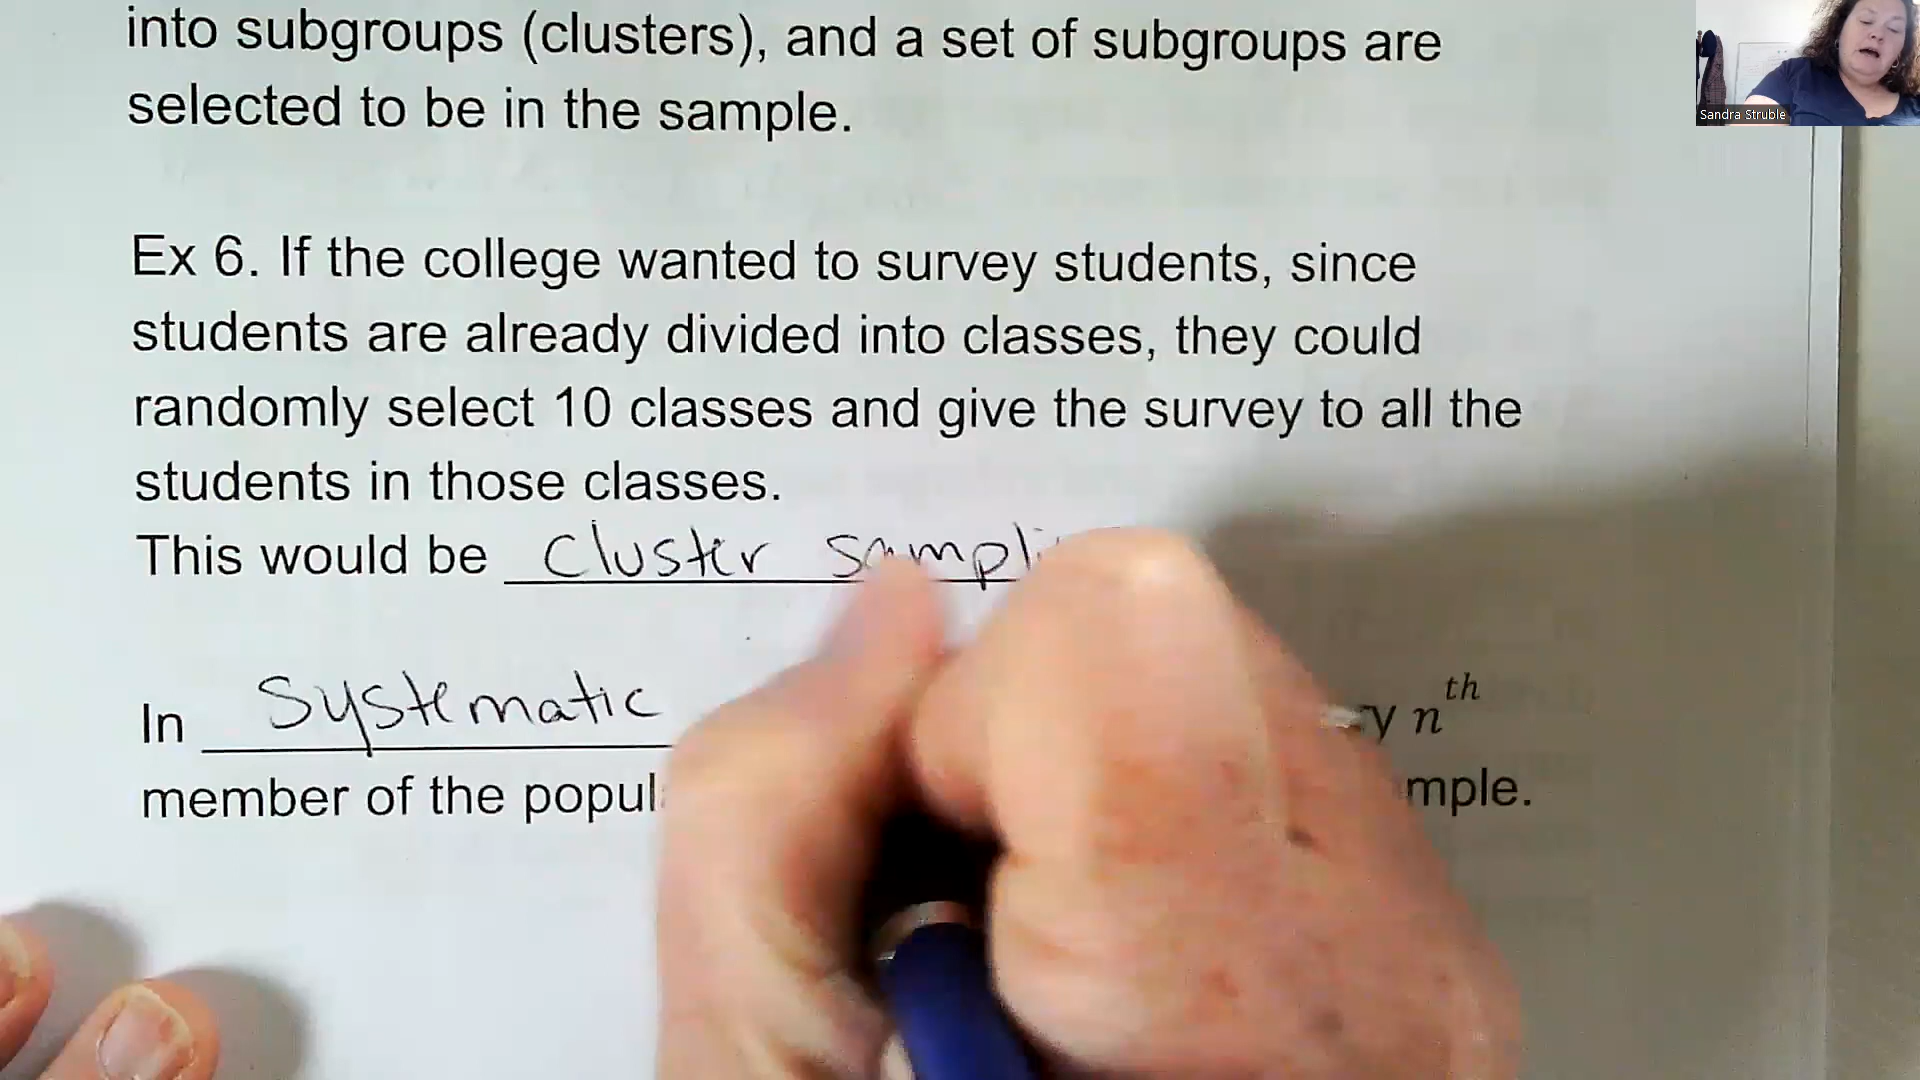 into subgroups (clusters), and a set of subgroups are
selected to be in the sample.
Sandra Struble
Ex 6. If the college wanted to survey students, since
students are already divided into classes, they could
randomly select 10 classes and give the survey to all the
students in those classes.
This would be cluster
In Systematic n^th
member of the